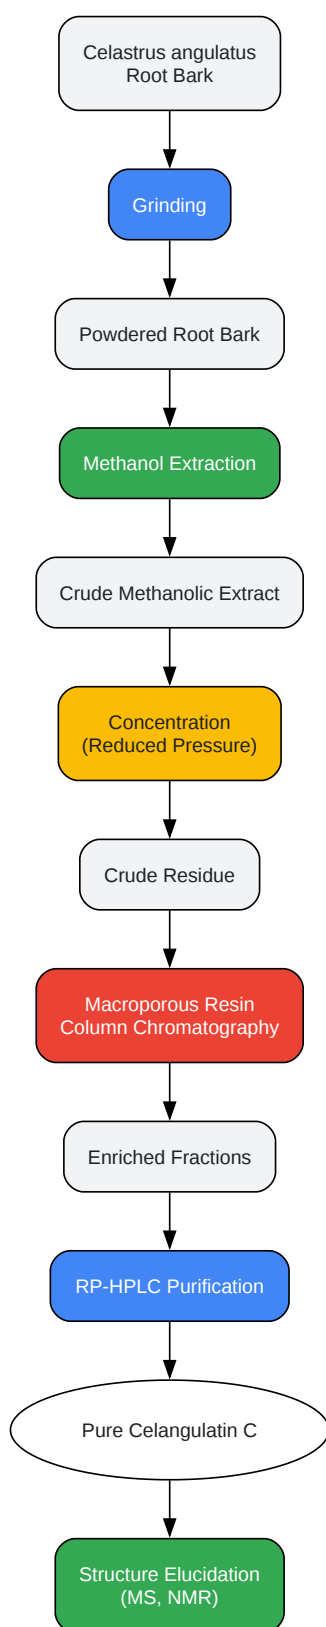 Celastrus angulatus
Root Bark
Grinding
Powdered Root Bark
Methanol Extraction
Crude Methanolic Extract
Concentration
(Reduced Pressure)
Crude Residue
Macroporous Resin
Column Chromatography
Enriched Fractions
RP-HPLC Purification
Pure Celangulatin C
Structure Elucidation
(MS, NMR)